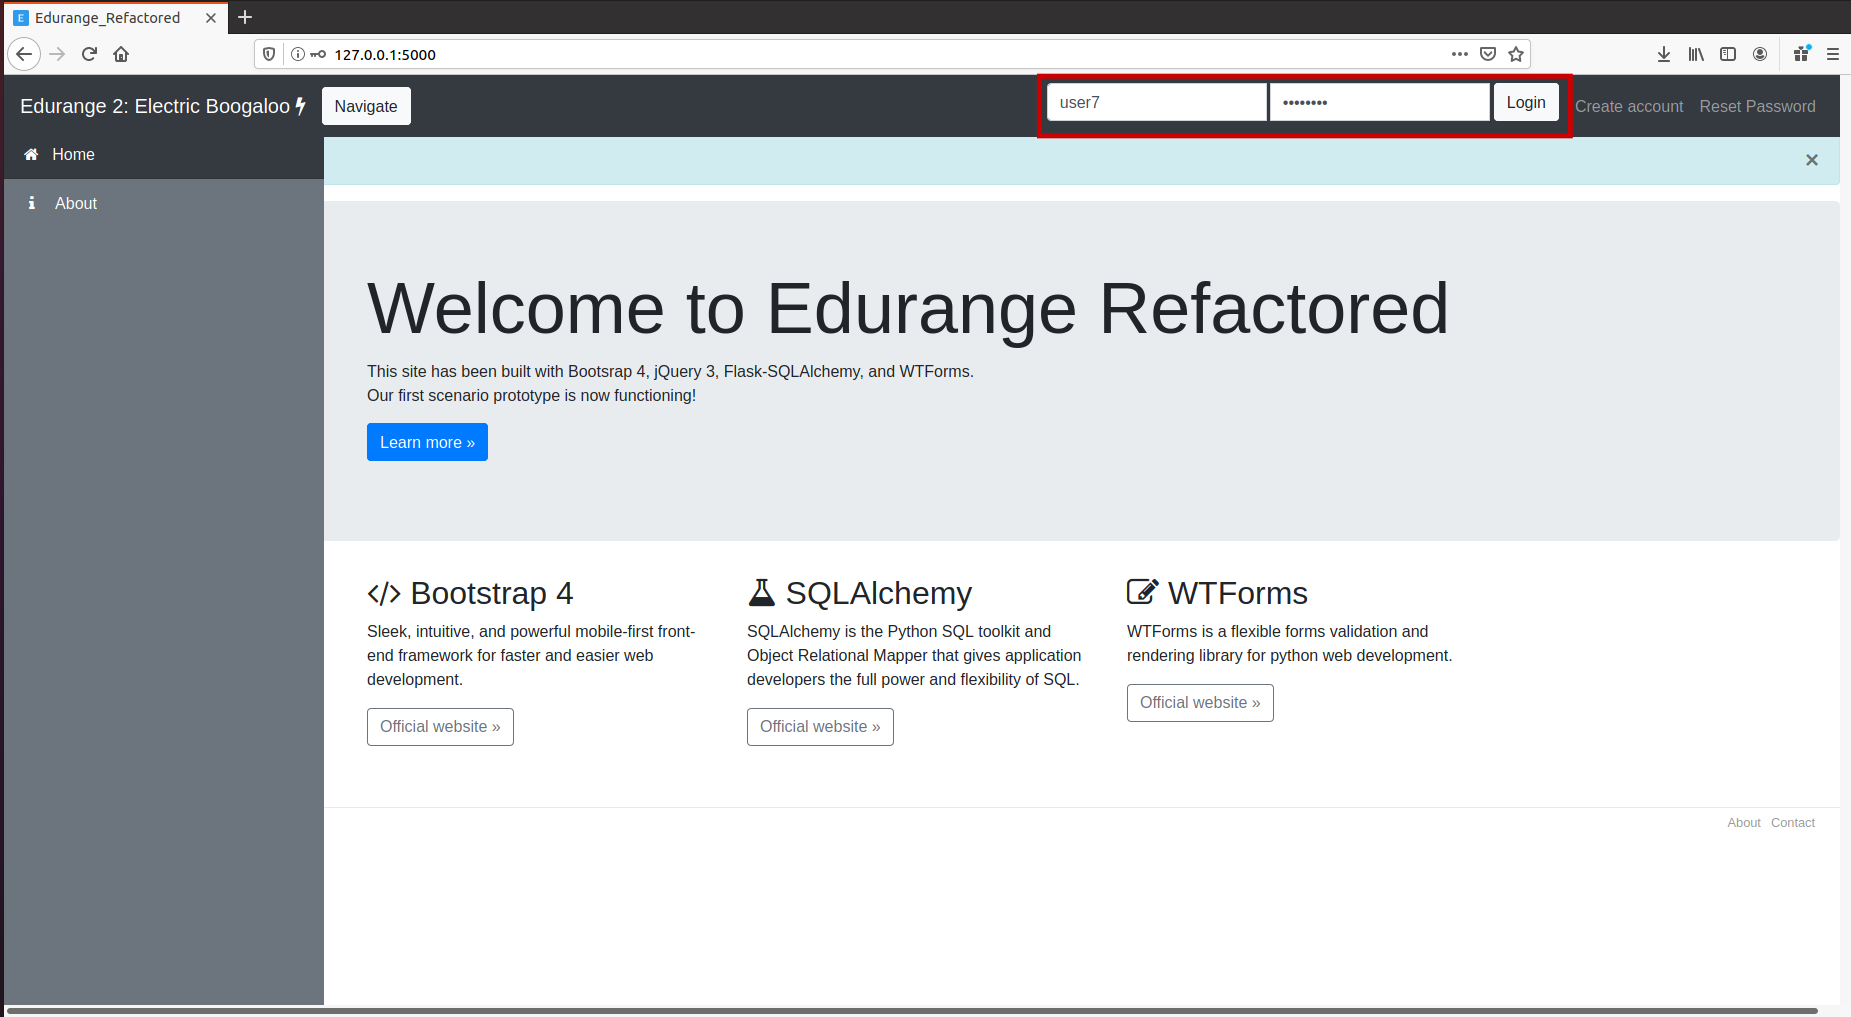 Edurange_Refactored
127.0.0.1:5000
Edurange 2: Electric Boogaloo
Navigate
user7
••••••••
Login
Create account
Reset Password
Home
×
About
Welcome to Edurange Refactored
This site has been built with Bootsrap 4, jQuery 3, Flask-SQLAlchemy, and WTForms.
Our first scenario prototype is now functioning!
Learn more »
Bootstrap 4
Sleek, intuitive, and powerful mobile-first front-
end framework for faster and easier web
development.
Official website »
SQLAlchemy
SQLAlchemy is the Python SQL toolkit and
Object Relational Mapper that gives application
developers the full power and flexibility of SQL.
Official website »
WTForms
WTForms is a flexible forms validation and
rendering library for python web development.
Official website »
About
Contact